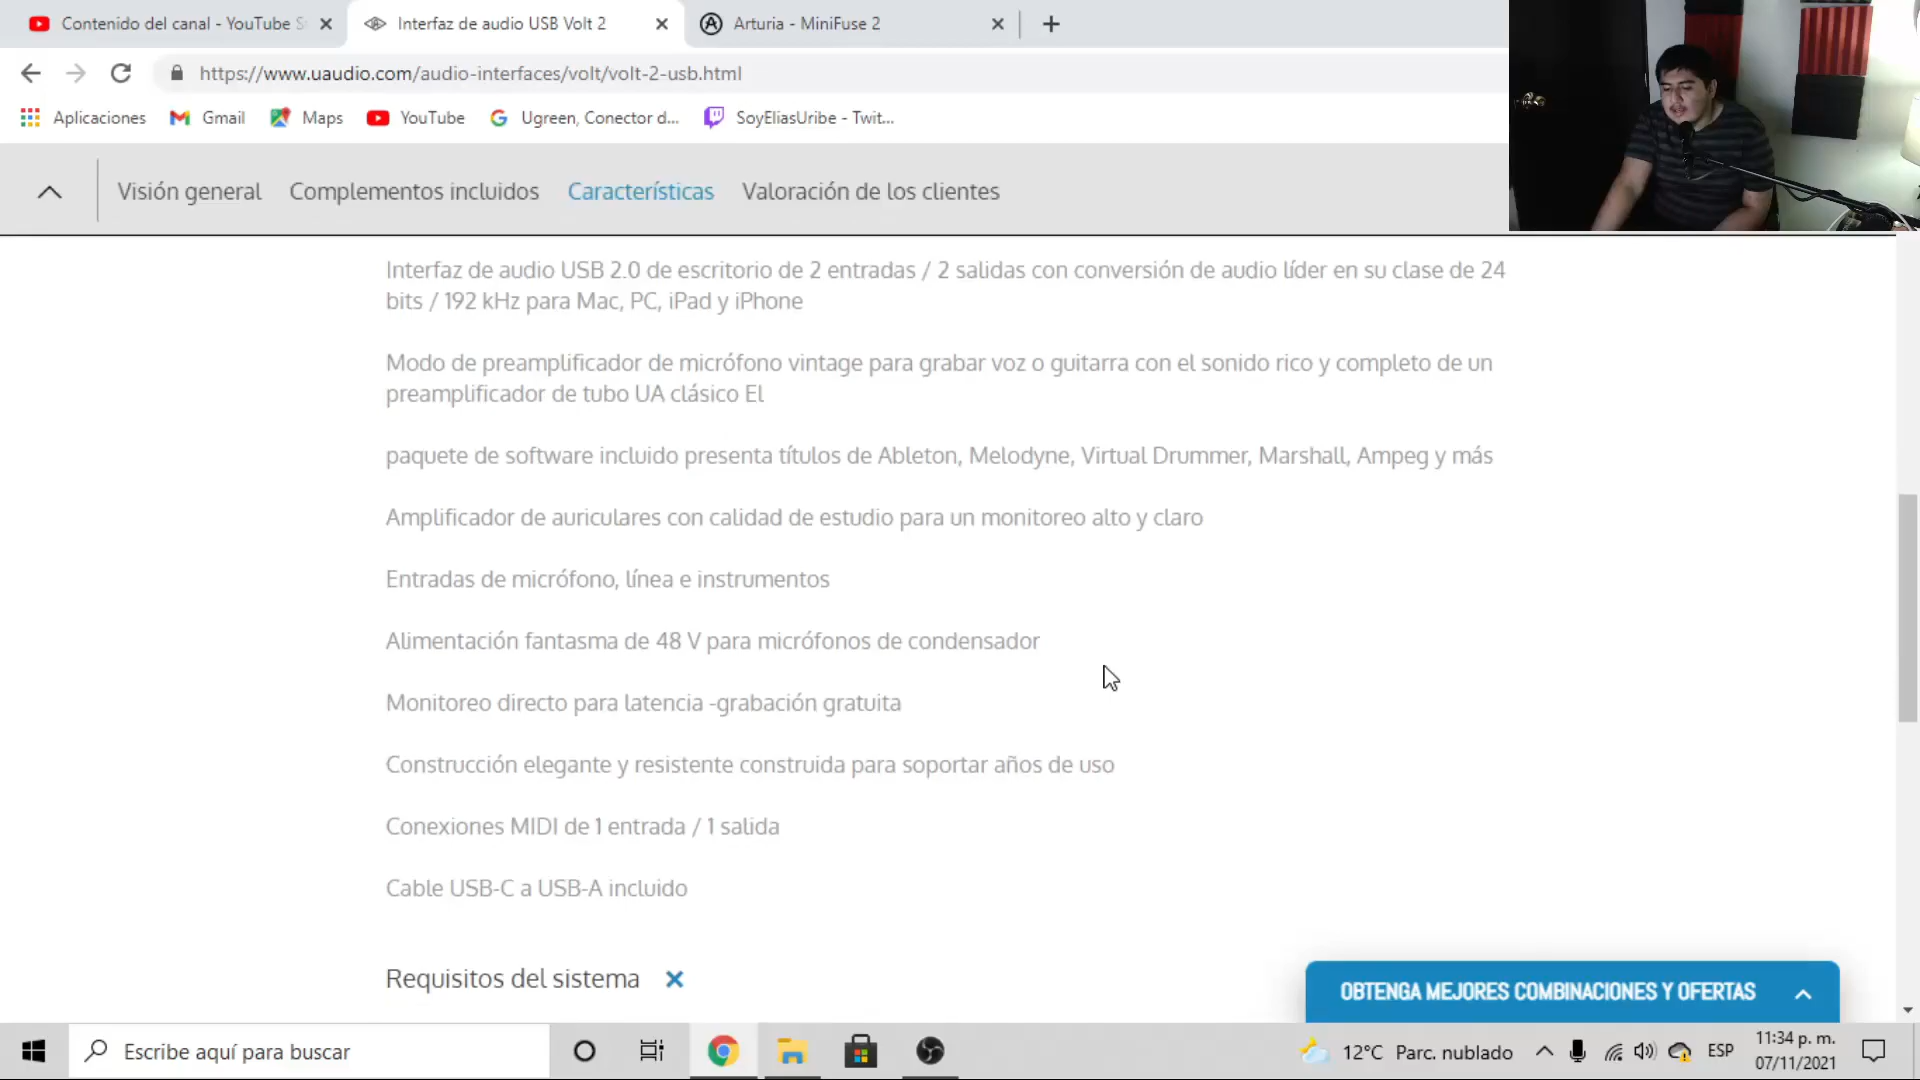 Contenido del canal - YouTube S
Interfaz de audio USB Volt 2
Arturia - MiniFuse 2
https://www.uaudio.com/audio-interfaces/volt/volt-2-usb.html
Aplicaciones
Gmail
Maps
YouTube
Ugreen, Conector d...
SoyEliasUribe - Twit...
Visión general
Complementos incluidos
Características
Valoración de los clientes
Interfaz de audio USB 2.0 de escritorio de 2 entradas / 2 salidas con conversión de audio líder en su clase de 24
bits / 192 kHz para Mac, PC, iPad y iPhone
Modo de preamplificador de micrófono vintage para grabar voz o guitarra con el sonido rico y completo de un
preamplificador de tubo UA clásico El
paquete de software incluido presenta títulos de Ableton, Melodyne, Virtual Drummer, Marshall, Ampeg y más
Amplificador de auriculares con calidad de estudio para un monitoreo alto y claro
Entradas de micrófono, línea e instrumentos
Alimentación fantasma de 48 V para micrófonos de condensador
Monitoreo directo para latencia -grabación gratuita
Construcción elegante y resistente construida para soportar años de uso
Conexiones MIDI de 1 entrada / 1 salida
Cable USB-C a USB-A incluido
Requisitos del sistema
OBTENGA MEJORES COMBINACIONES Y OFERTAS
Escribe aquí para buscar
12°C Parc. nublado
ESP
11:34 p. m.
07/11/2021